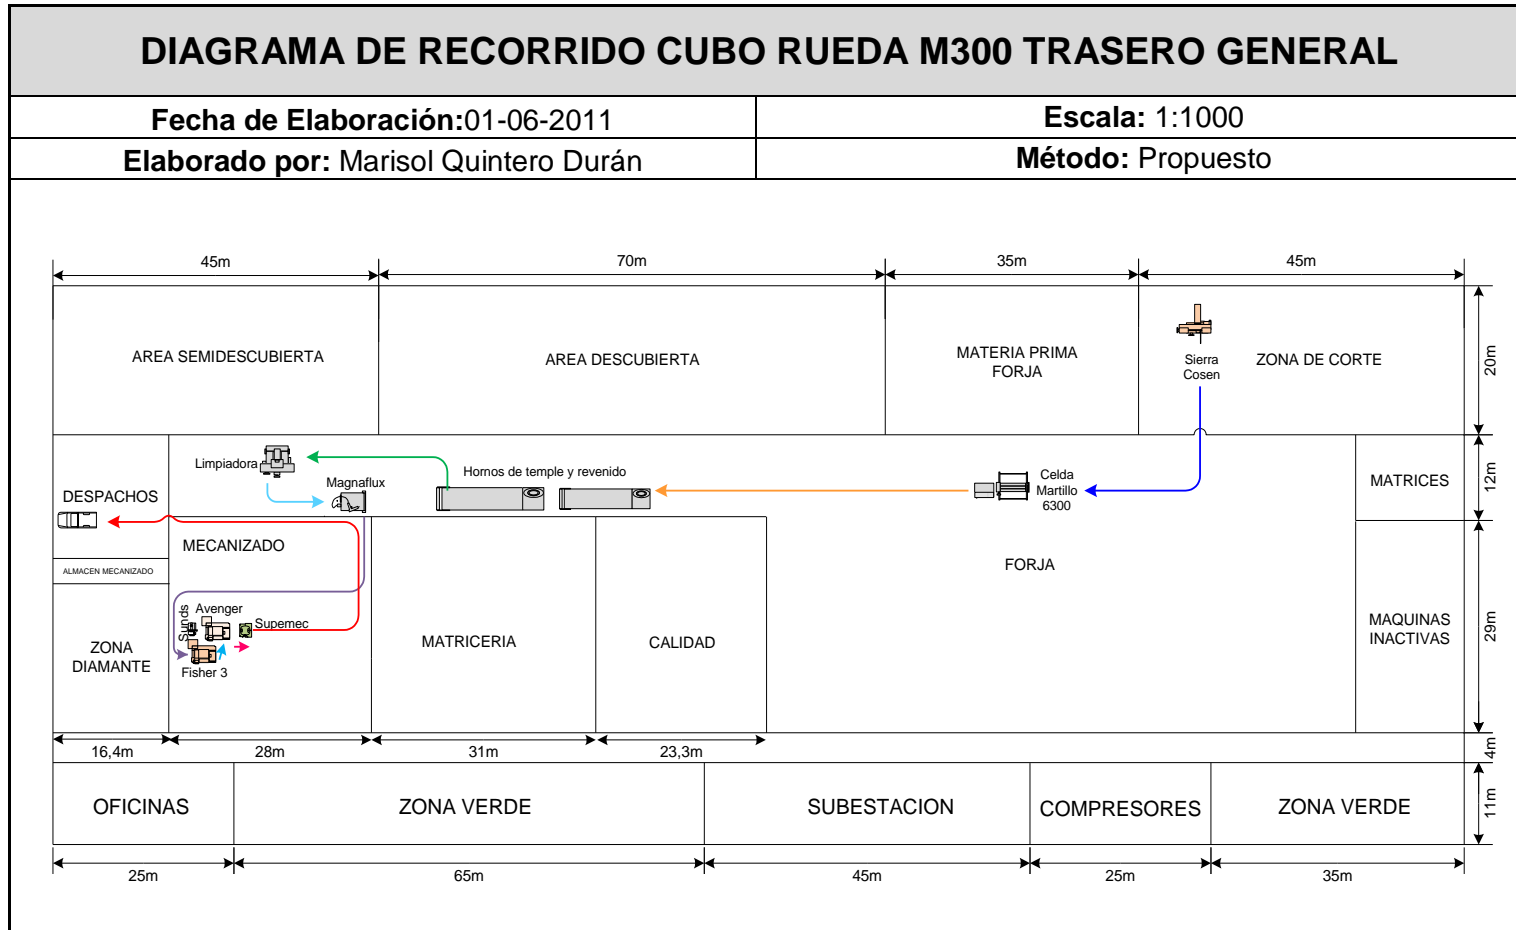 DIAGRAMA DE RECORRIDO CUBO RUEDA M300 TRASERO GENERAL
Fecha de Elaboración:01-06-2011
Escala: 1:1000
Elaborado por: Marisol Quintero Durán
Método: Propuesto
45m
70m
35m
45m
AREA SEMIDESCUBIERTA
AREA DESCUBIERTA
MATERIA PRIMA
FORJA
Sierra
Cosen
ZONA DE CORTE
20m
Limpiadora
Magnaflux
Hornos de temple y revenido
Celda
Martillo
6300
MATRICES
12m
DESPACHOS
MECANIZADO
ALMACEN MECANIZADO
FORJA
Sunds
Avenger
Supemec
Fisher 3
ZONA
DIAMANTE
MATRICERIA
CALIDAD
MAQUINAS
INACTIVAS
29m
16,4m
28m
31m
23,3m
4m
OFICINAS
ZONA VERDE
SUBESTACION
COMPRESORES
ZONA VERDE
11m
25m
65m
45m
25m
35m